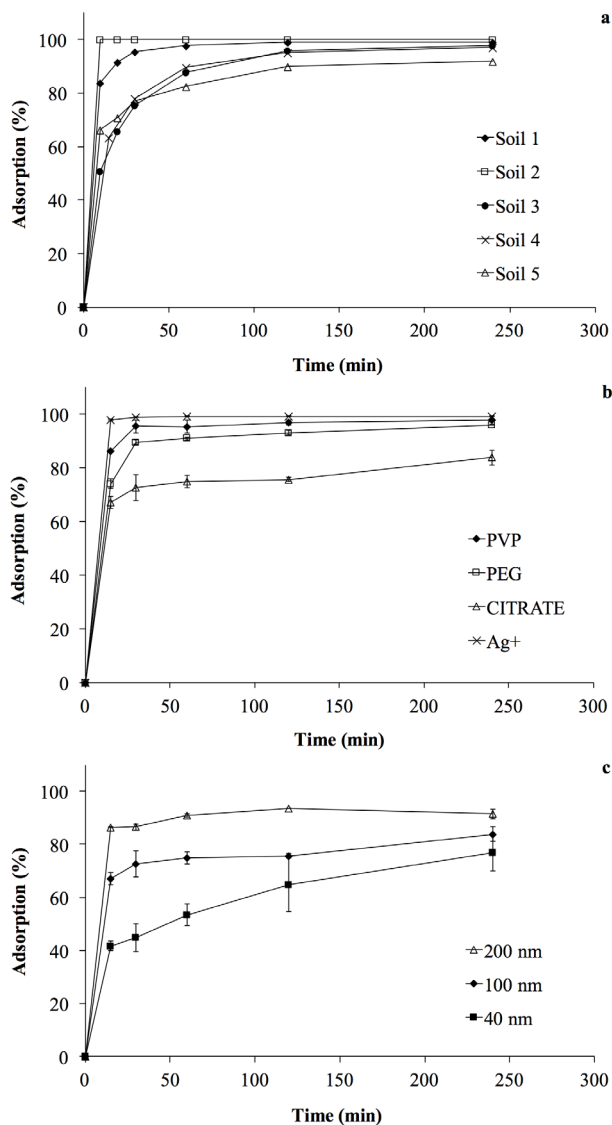 a
100
80
60
40
20
0
Adsorption (%)
Soil 1
Soil 2
Soil 3
Soil 4
Soil 5
0 50 100 150 200 250 300
Time (min)
b
100
80
60
40
20
0
Adsorption (%)
PVP
PEG
CITRATE
Ag+
0 50 100 150 200 250 300
Time (min)
c
100
80
60
40
20
0
Adsorption (%)
200 nm
100 nm
40 nm
0 50 100 150 200 250 300
Time (min)